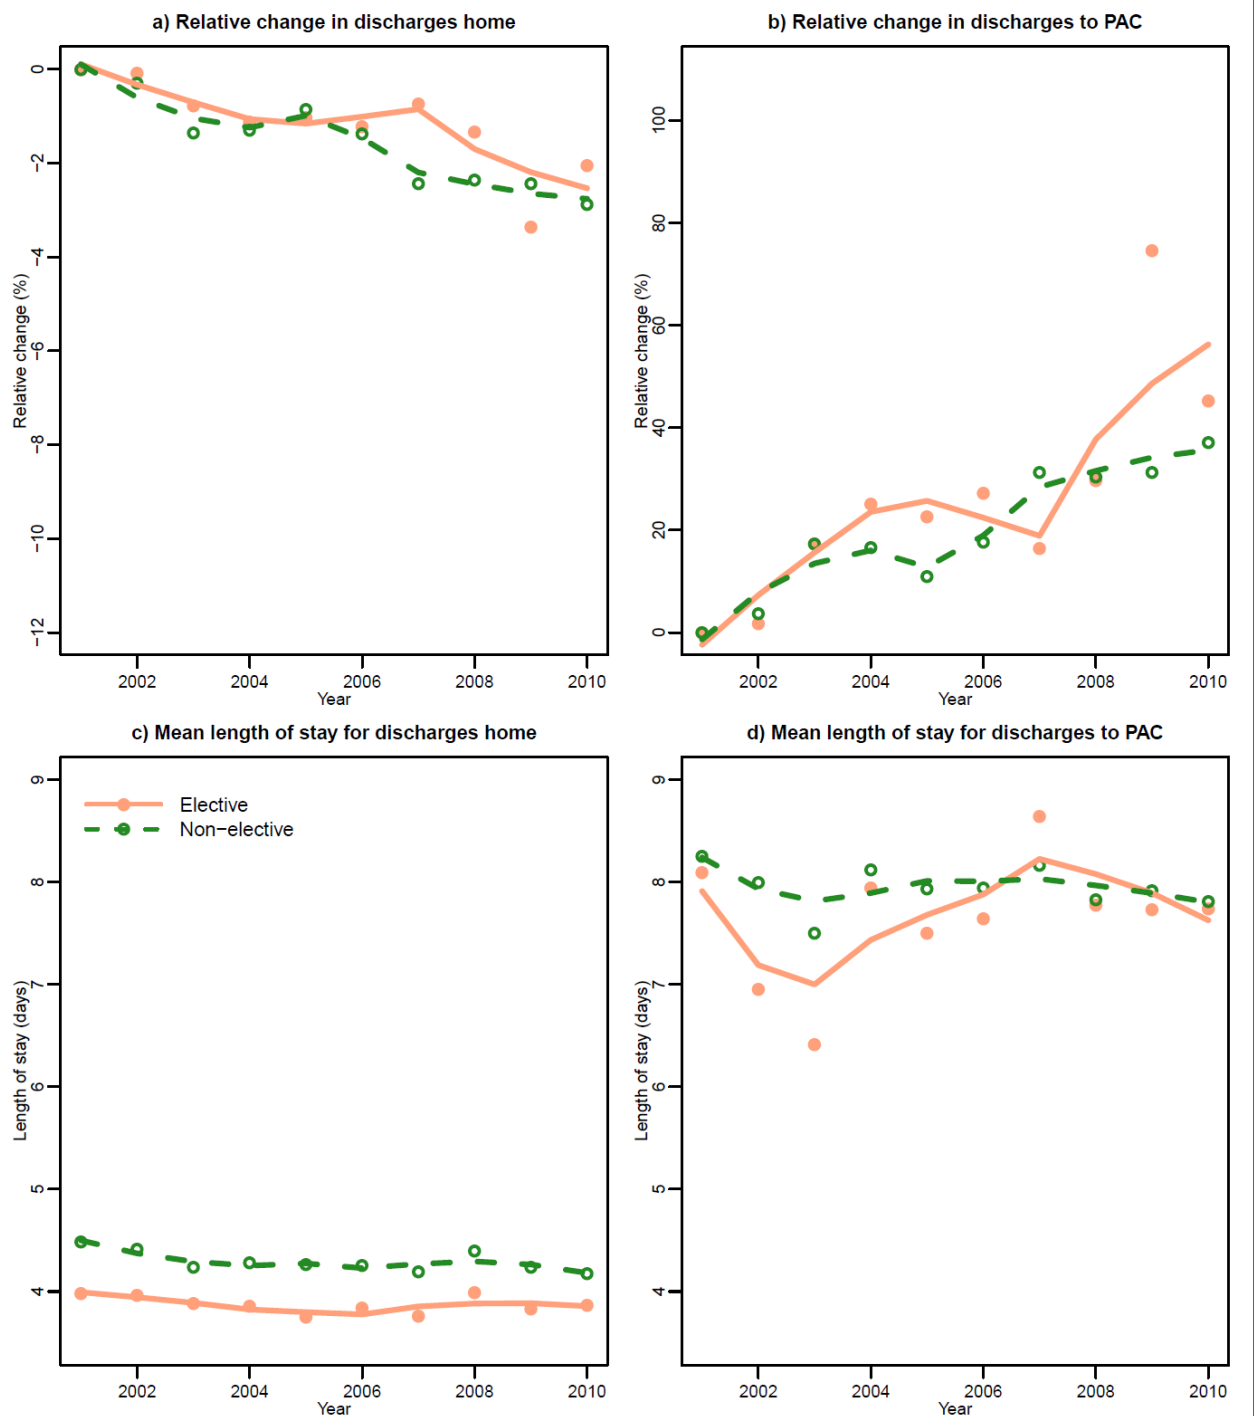 a) Relative change in discharges home
Relative change (%)
0
−2
−4
−6
−8
−10
−12
2002 2004 2006 2008 2010
Year
b) Relative change in discharges to PAC
Relative change (%)
100
80
60
40
20
0
2002 2004 2006 2008 2010
Year
c) Mean length of stay for discharges home
Elective
Non−elective
Length of stay (days)
9
8
7
6
5
4
2002 2004 2006 2008 2010
Year
d) Mean length of stay for discharges to PAC
Length of stay (days)
9
8
7
6
5
4
2002 2004 2006 2008 2010
Year